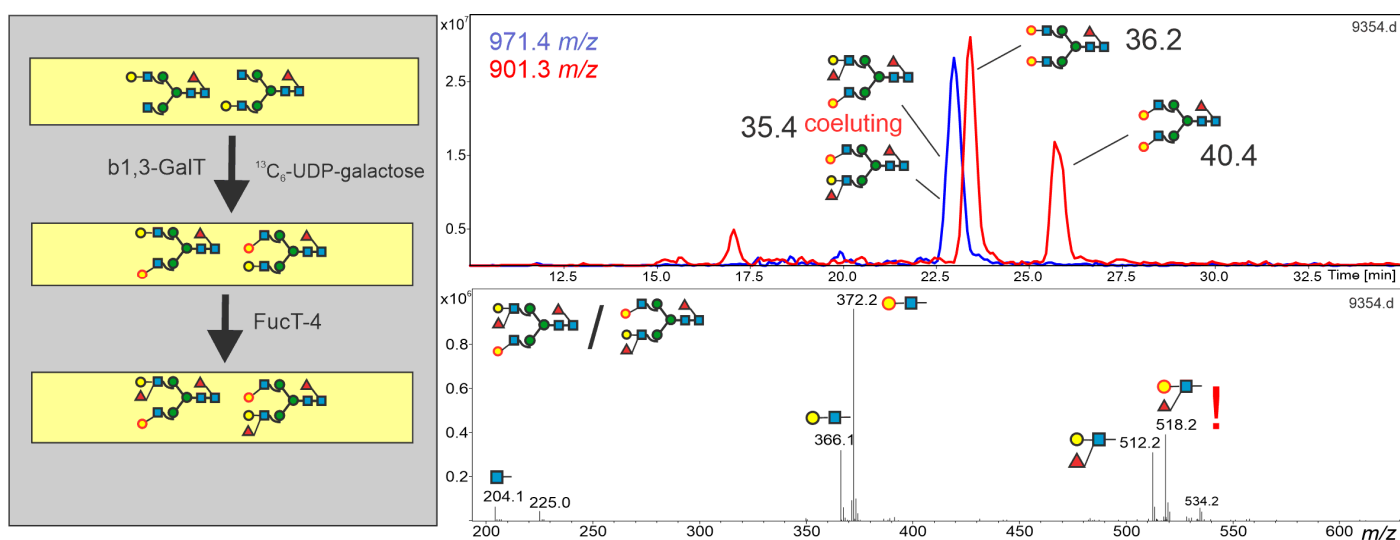 b1,3-GalT
¹³C₆-UDP-galactose
FucT-4
x10⁷
2.5
1.5
0.5
971.4 m/z
901.3 m/z
9354.d
35.4 coeluting
36.2
40.4
12.5 15.0 17.5 20.0 22.5 25.0 27.5 30.0 32.5 Time [min]
x10⁶
0.8
0.6
0.4
0.2
9354.d
/
372.2
366.1
204.1
225.0
512.2
518.2
!
534.2
200 250 300 350 400 450 500 550 600 m/z